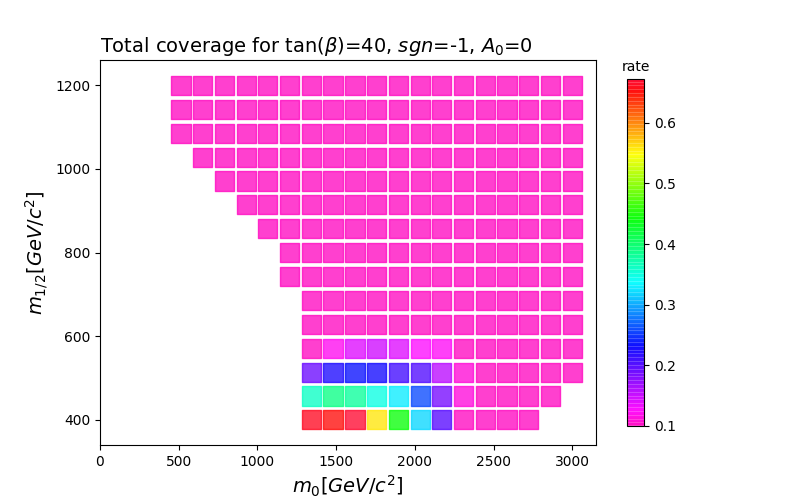 Total coverage for tan(β)=40, sgn=-1, A₀=0
rate
1200
1000
800
600
400
m₁/₂[GeV/c²]
0 500 1000 1500 2000 2500 3000
m₀[GeV/c²]
0.6
0.5
0.4
0.3
0.2
0.1